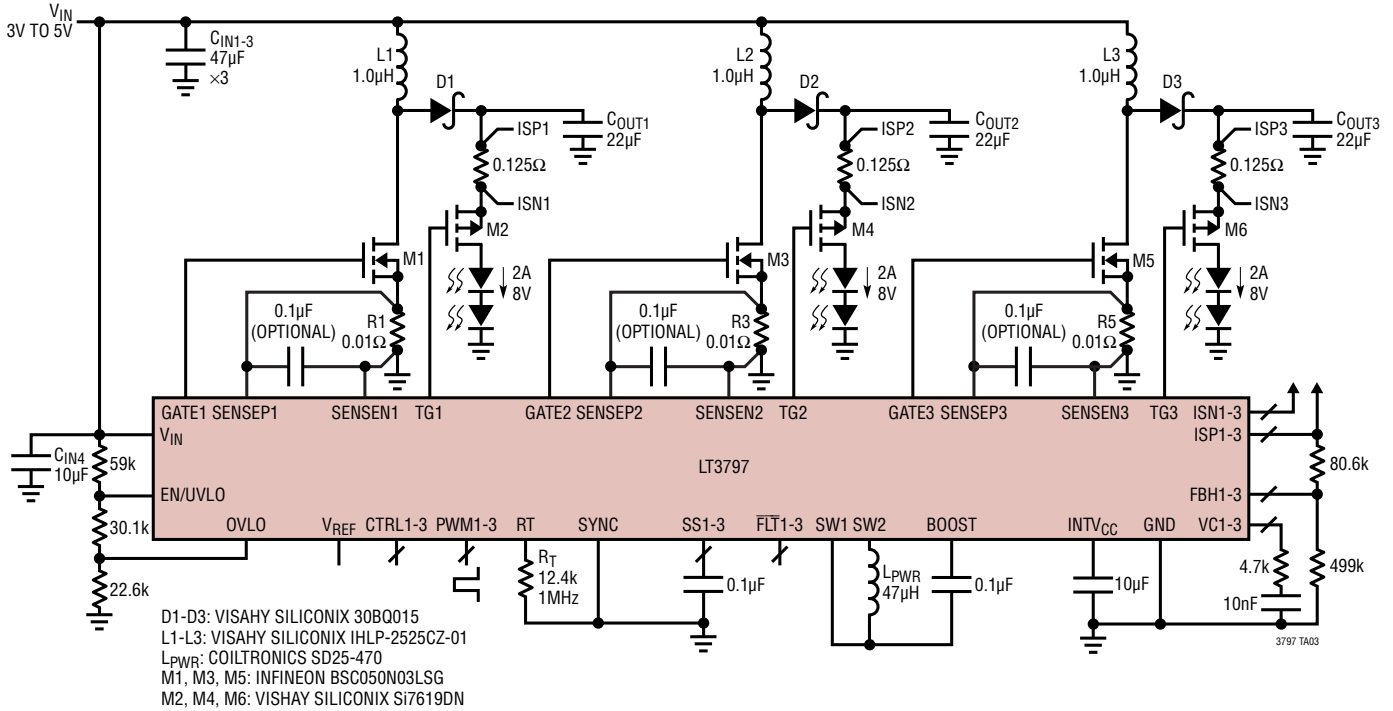 VIN
3V TO 5V
CIN1-3
47µF
×3
L1
1.0µH
D1
ISP1
COUT1
22µF
0.125Ω
ISN1
M2
M1
2A
8V
0.1µF
(OPTIONAL)
R1
0.01Ω
L2
1.0µH
D2
ISP2
COUT2
22µF
0.125Ω
ISN2
M4
M3
2A
8V
0.1µF
(OPTIONAL)
R3
0.01Ω
L3
1.0µH
D3
ISP3
COUT3
22µF
0.125Ω
ISN3
M6
M5
2A
8V
0.1µF
(OPTIONAL)
R5
0.01Ω
GATE1 SENSEP1 SENSEN1 TG1 GATE2 SENSEP2 SENSEN2 TG2 GATE3 SENSEP3 SENSEN3 TG3 ISN1-3
VIN
ISP1-3
CIN4
10µF
59k
LT3797
80.6k
EN/UVLO
FBH1-3
30.1k
OVLO VREF CTRL1-3 PWM1-3 RT SYNC SS1-3 FLT1-3 SW1 SW2 BOOST INTVCC GND VC1-3
22.6k
RT
12.4k
1MHz
0.1µF
LPWR
47µH
0.1µF
10µF
4.7k
499k
10nF
D1-D3: VISAHY SILICONIX 30BQ015
L1-L3: VISAHY SILICONIX IHLP-2525CZ-01
LPWR: COILTRONICS SD25-470
M1, M3, M5: INFINEON BSC050N03LSG
M2, M4, M6: VISHAY SILICONIX Si7619DN
3797 TA03